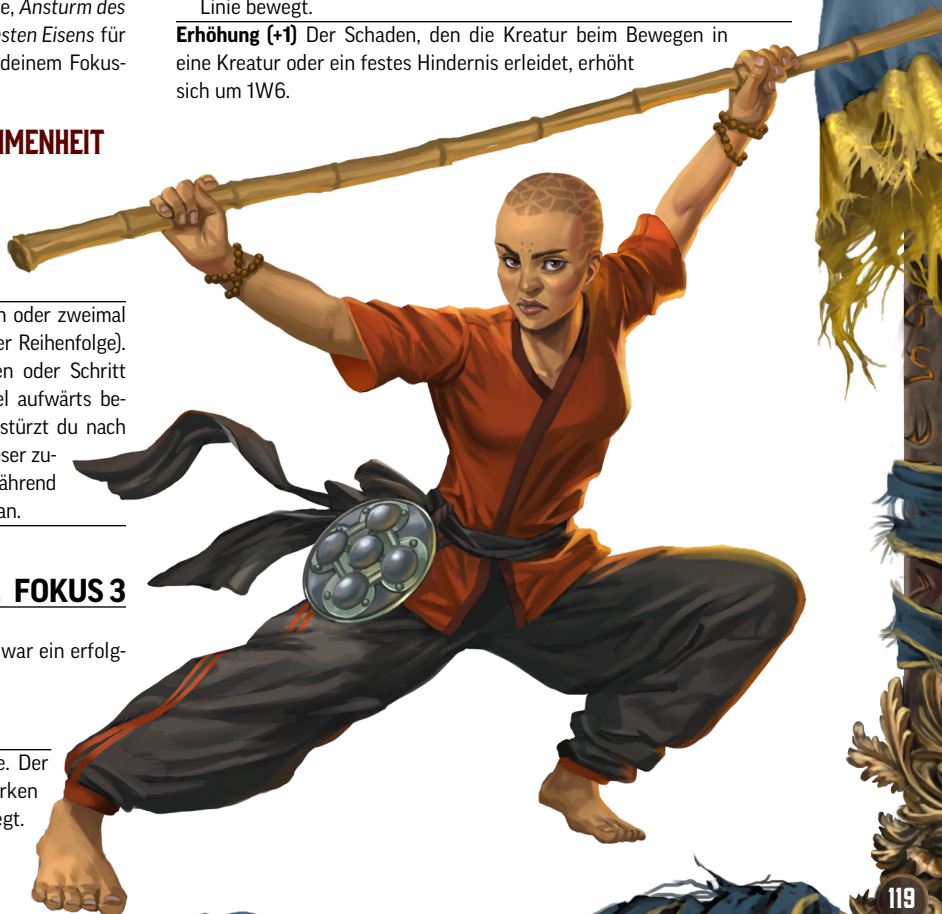 e, Ansturm des
esten Eisens für
deinem Fokus-
MMENHEIT
n oder zweimal
er Reihenfolge).
en oder Schritt
el aufwärts be-
stürzt du nach
eser zu-
ährend
an.
FOKUS 3
war ein erfolg-
e. Der
rken
egt.
Linie bewegt.
Erhöhung (+1) Der Schaden, den die Kreatur beim Bewegen in
eine Kreatur oder ein festes Hindernis erleidet, erhöht
sich um 1W6.
119